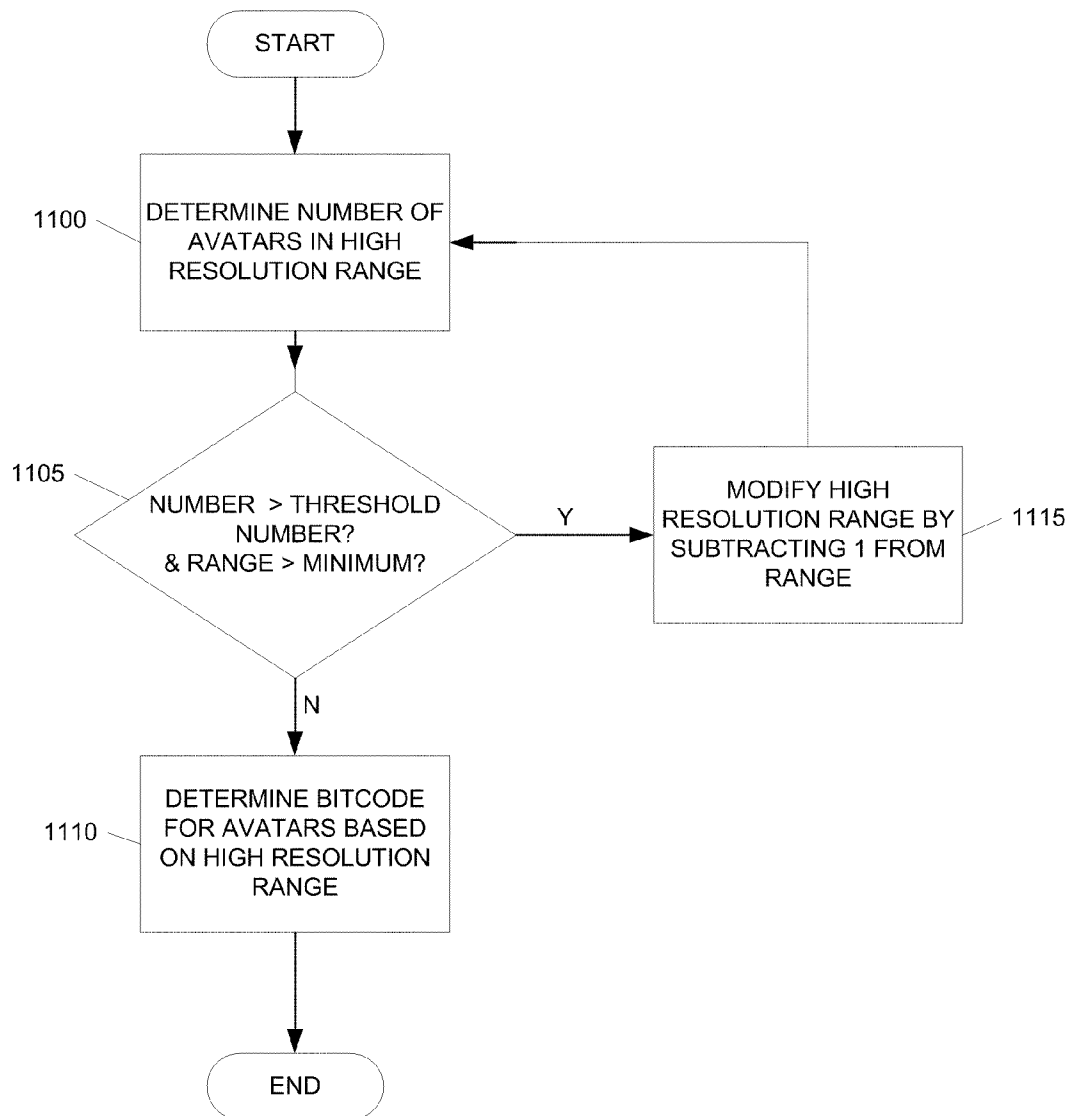 START
1100
DETERMINE NUMBER OF
AVATARS IN HIGH
RESOLUTION RANGE
1105
NUMBER > THRESHOLD
NUMBER?
& RANGE > MINIMUM?
Y
MODIFY HIGH
RESOLUTION RANGE BY
SUBTRACTING 1 FROM
RANGE
1115
N
1110
DETERMINE BITCODE
FOR AVATARS BASED
ON HIGH RESOLUTION
RANGE
END